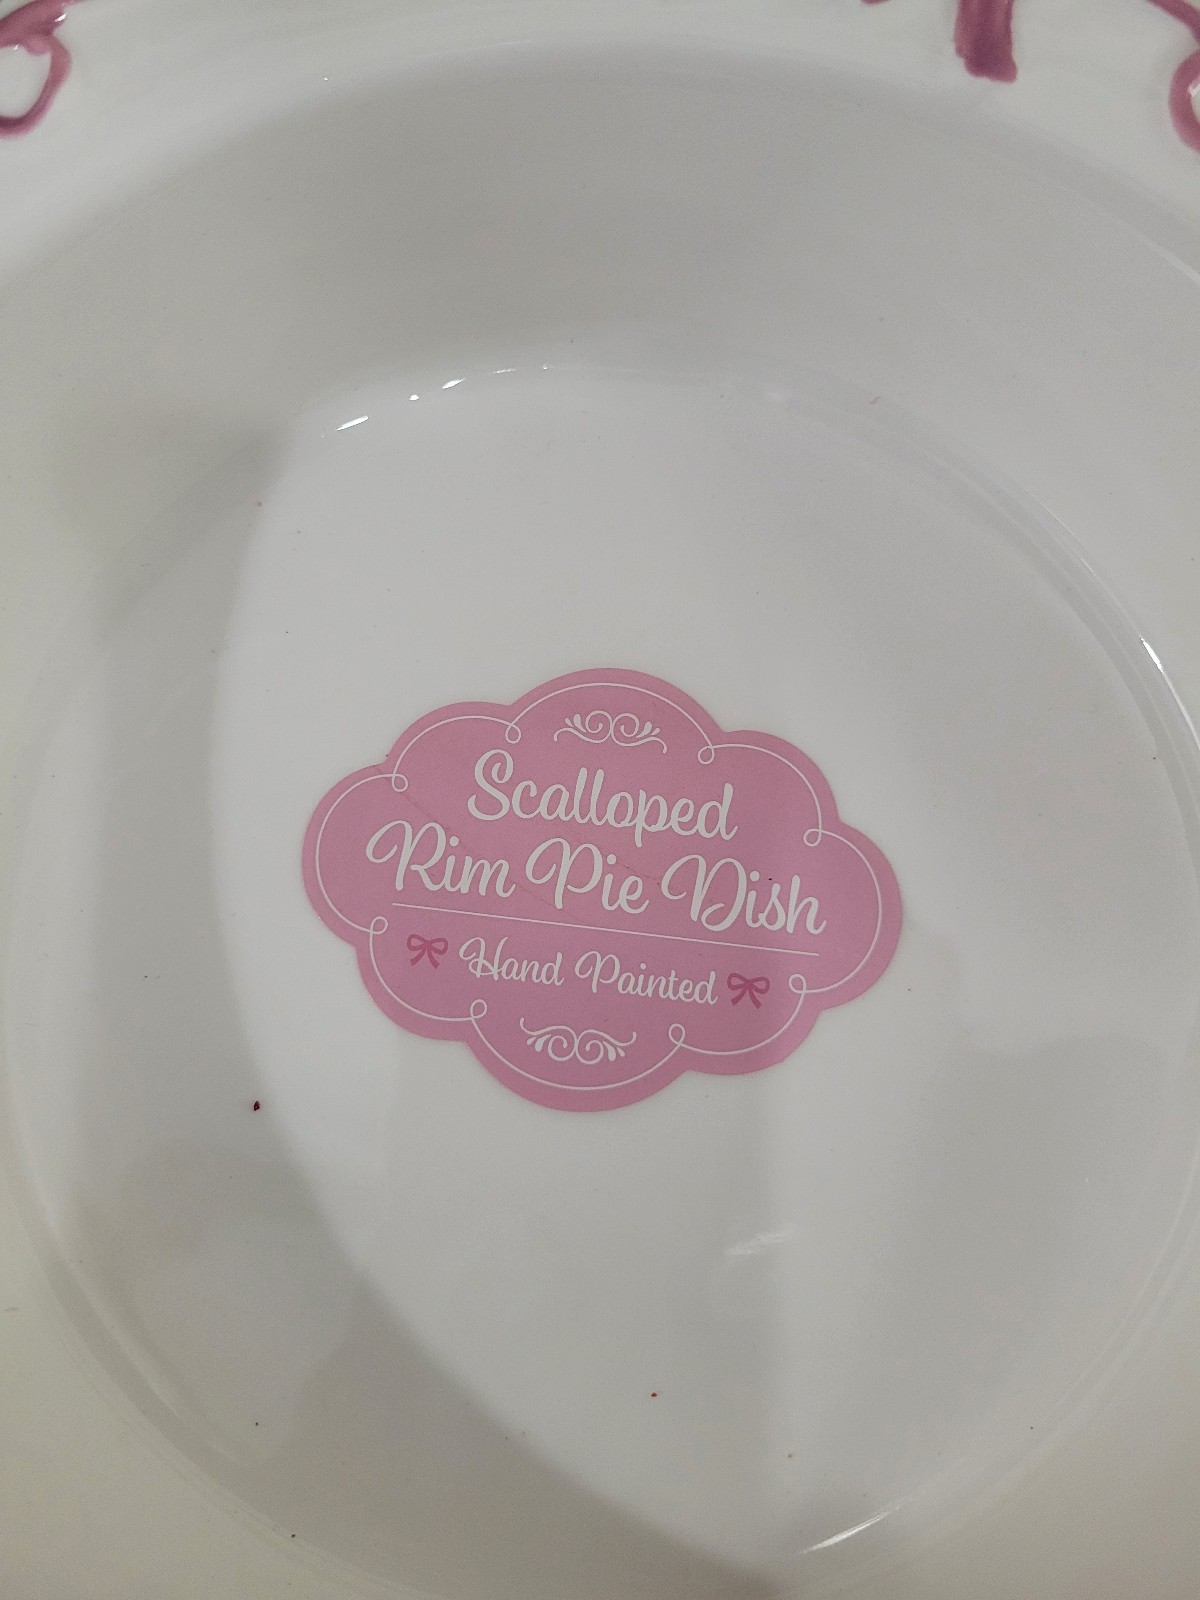 Scalloped
Rim Pie Dish
Hand Painted